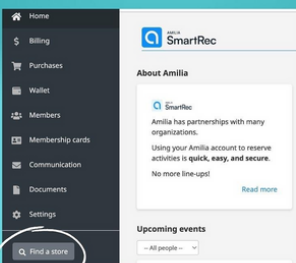 Home
Billing
Purchases
Wallet
Members
Membership cards
Communication
Documents
Settings
Find a store
AMILIA
SmartRec
About Amilia
SmartRec
Amilia has partnerships with many
organizations.
Using your Amilia account to reserve
activities is quick, easy, and secure.
No more line-ups!
Read more
Upcoming events
-- All people --